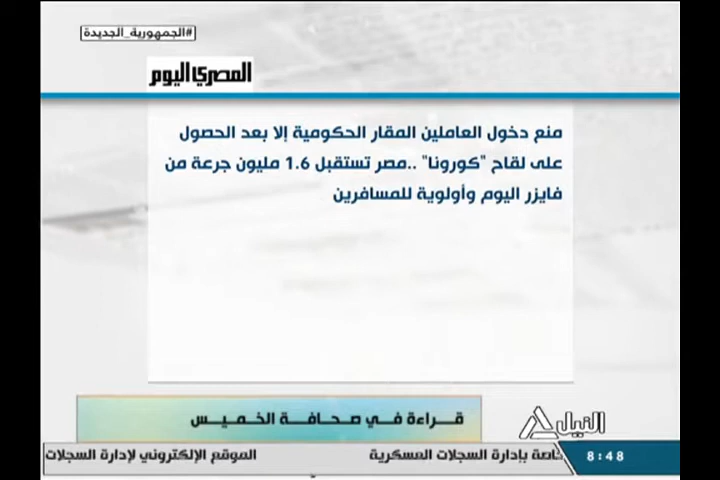 #الجمهورية_الجديدة
المصري اليوم
منع دخول العاملين المقار الحكومية إلا بعد الحصول
على لقاح "كورونا" ..مصر تستقبل 1.6 مليون جرعة من
فايزر اليوم وأولوية للمسافرين
قراءة في صحافة الخميس
النيل
8:48
خاصة بإدارة السجلات العسكرية
الموقع الإلكتروني لإدارة السجلات